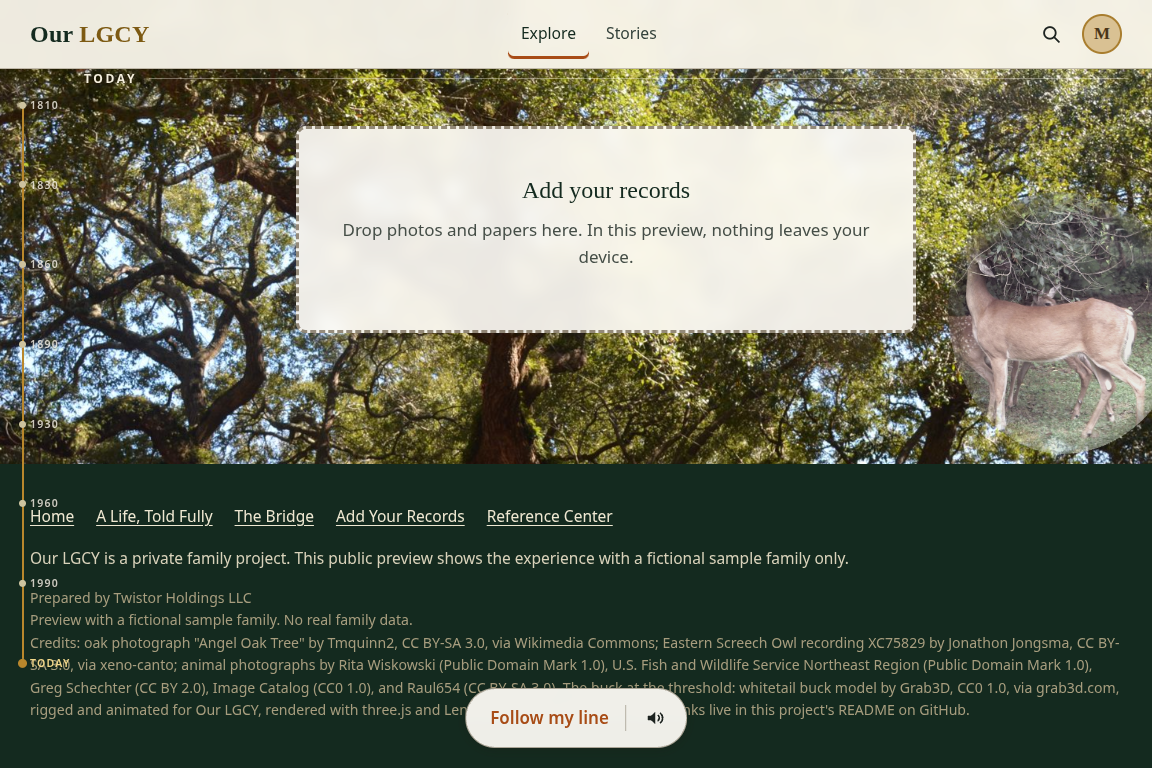 Our LGCY
Explore
Stories
M
TODAY
1810
1830
1860
1890
1930
1960
1990
TODAY
Add your records
Drop photos and papers here. In this preview, nothing leaves your
device.
Home
A Life, Told Fully
The Bridge
Add Your Records
Reference Center
Our LGCY is a private family project. This public preview shows the experience with a fictional sample family only.
Prepared by Twistor Holdings LLC
Preview with a fictional sample family. No real family data.
Credits: oak photograph "Angel Oak Tree" by Tmquinn2, CC BY-SA 3.0, via Wikimedia Commons; Eastern Screech Owl recording XC75829 by Jonathon Jongsma, CC BY-
SA 3.0, via xeno-canto; animal photographs by Rita Wiskowski (Public Domain Mark 1.0), U.S. Fish and Wildlife Service Northeast Region (Public Domain Mark 1.0),
Greg Schechter (CC BY 2.0), Image Catalog (CC0 1.0), and Raul654 (CC BY-SA 3.0). The buck at the threshold: whitetail buck model by Grab3D, CC0 1.0, via grab3d.com,
rigged and animated for Our LGCY, rendered with three.js and live in this project's README on GitHub.
Follow my line